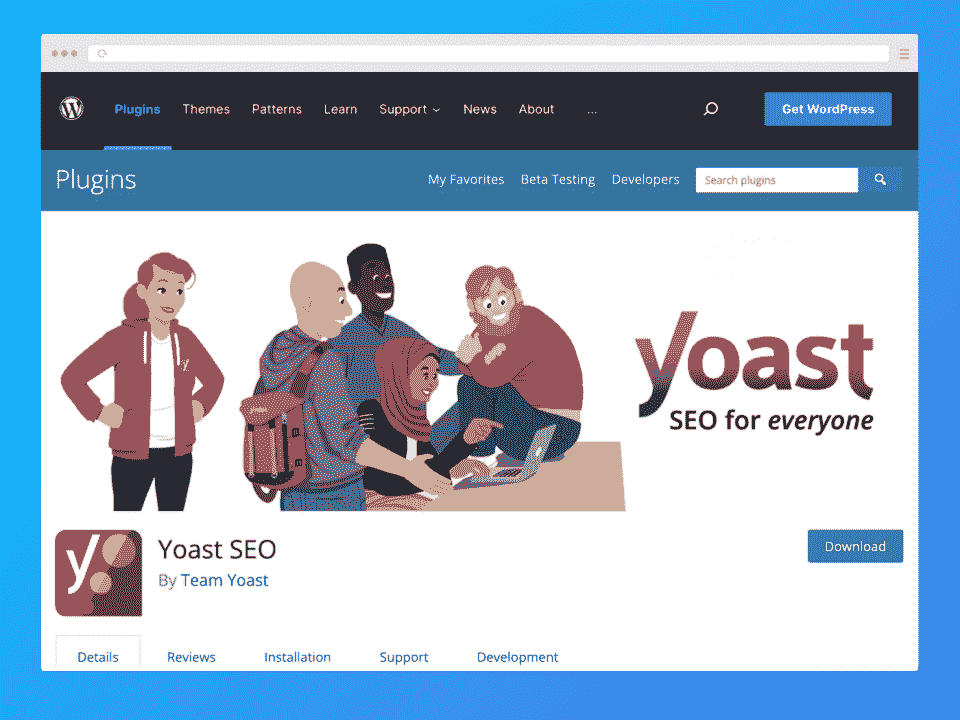 Plugins Themes Patterns Learn Support News About ... Get WordPress
Plugins My Favorites Beta Testing Developers Search plugins
yoast
SEO for everyone
Yoast SEO
Download
By Team Yoast
Details Reviews Installation Support Development